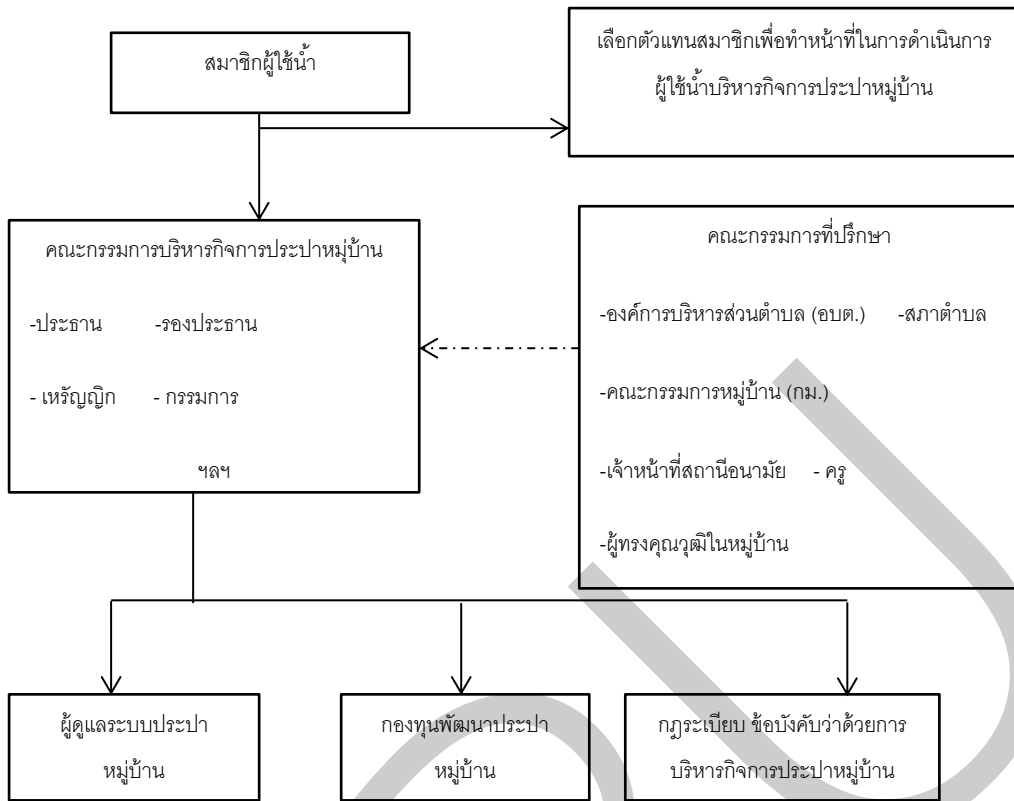 สมาชิกผู้ใช้น้ำ
เลือกตัวแทนสมาชิกเพื่อทำหน้าที่ในการดำเนินการ
ผู้ใช้น้ำบริหารกิจการประปาหมู่บ้าน
คณะกรรมการบริหารกิจการประปาหมู่บ้าน
-ประธาน -รองประธาน
- เหรัญญิก - กรรมการ
ฯลฯ
คณะกรรมการที่ปรึกษา
-องค์การบริหารส่วนตำบล (อบต.) -สภาตำบล
-คณะกรรมการหมู่บ้าน (กม.)
-เจ้าหน้าที่สถานีอนามัย - ครู
-ผู้ทรงคุณวุฒิในหมู่บ้าน
ผู้ดูแลระบบประปา
หมู่บ้าน
กองทุนพัฒนาประปา
หมู่บ้าน
กฎระเบียบ ข้อบังคับว่าด้วยการ
บริหารกิจการประปาหมู่บ้าน